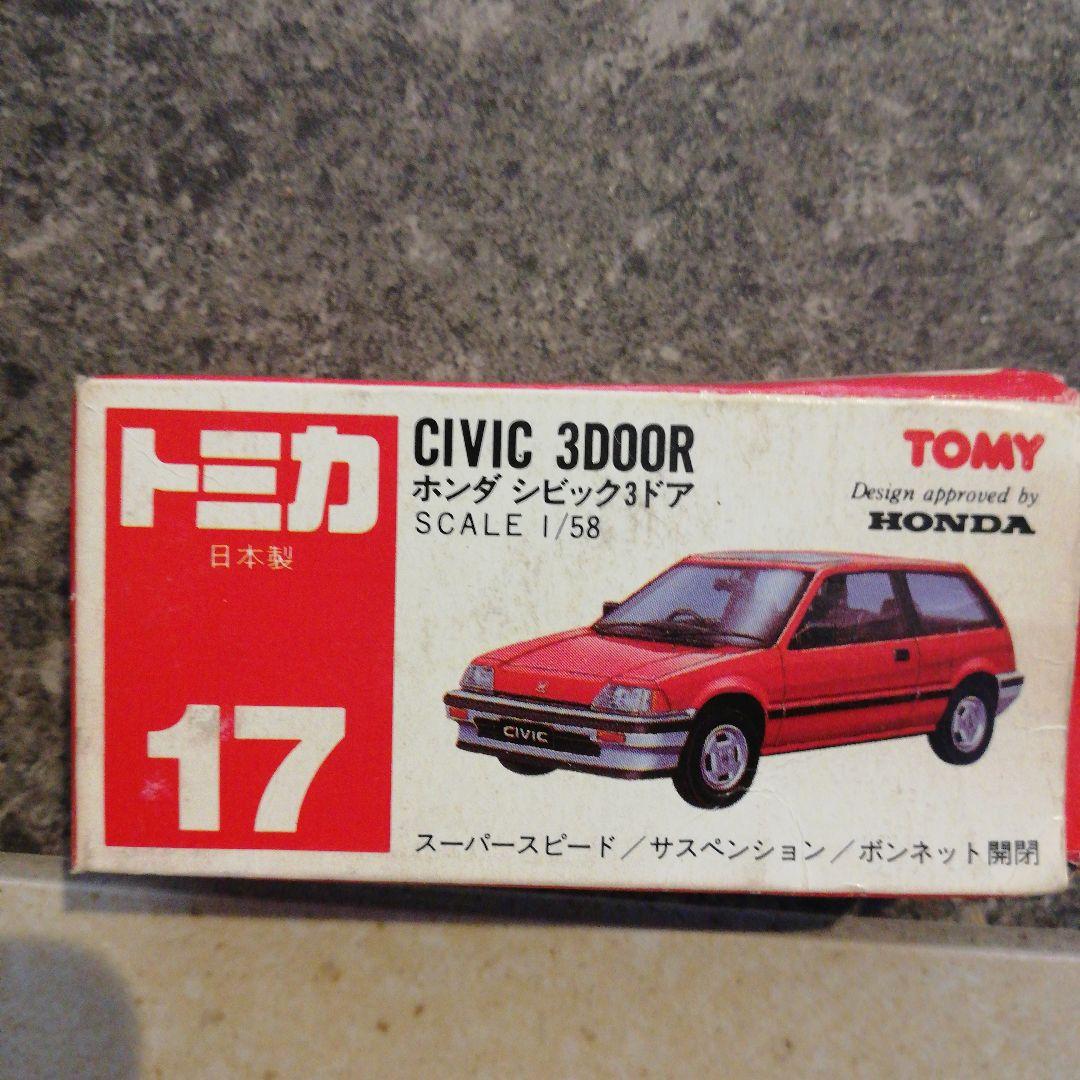 トミカ
日本製
17
CIVIC 3DOOR
ホンダ シビック3ドア
SCALE 1/58
TOMY
Design approved by
HONDA
CIVIC
スーパースピード/サスペンション/ボンネット開閉